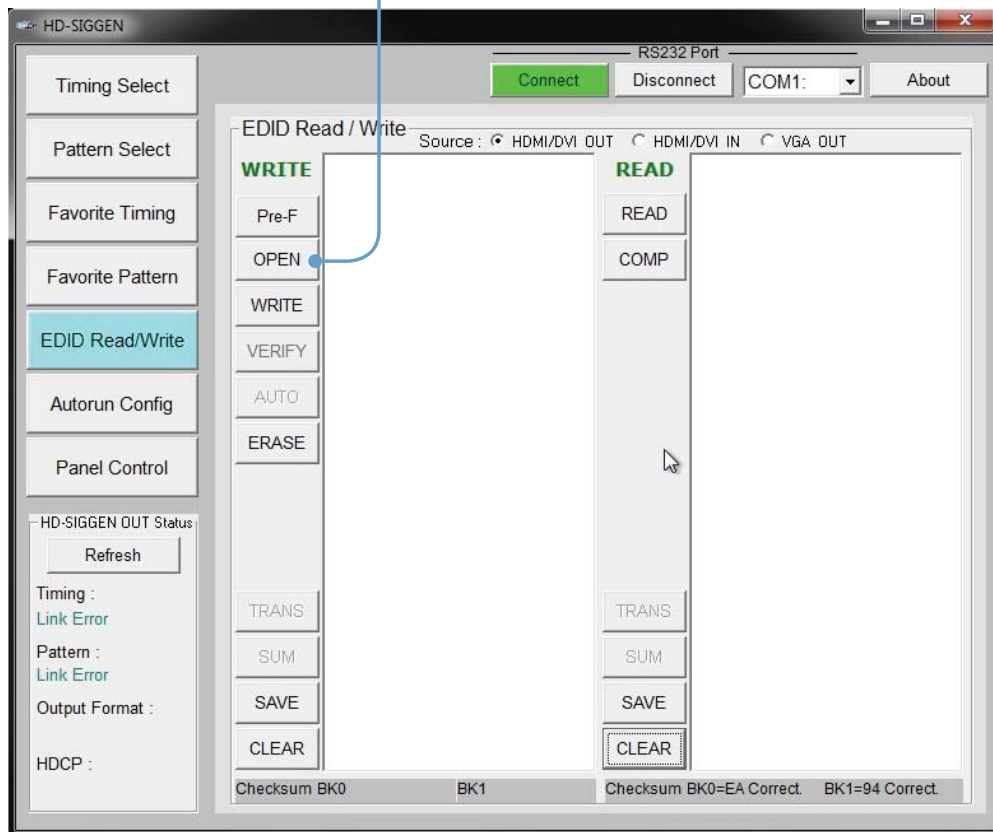 HD-SIGGEN
RS232 Port
Connect
Disconnect
COM1:
About
Timing Select
Pattern Select
Favorite Timing
Favorite Pattern
EDID Read/Write
Autorun Config
Panel Control
HD-SIGGEN OUT Status
Refresh
Timing :
Link Error
Pattern :
Link Error
Output Format :
HDCP :
EDID Read / Write
Source : HDMI/DVI OUT HDMI/DVI IN VGA OUT
WRITE
Pre-F
OPEN
WRITE
VERIFY
AUTO
ERASE
TRANS
SUM
SAVE
CLEAR
Checksum BK0 BK1
READ
READ
COMP
TRANS
SUM
SAVE
CLEAR
Checksum BK0=EA Correct. BK1=94 Correct.